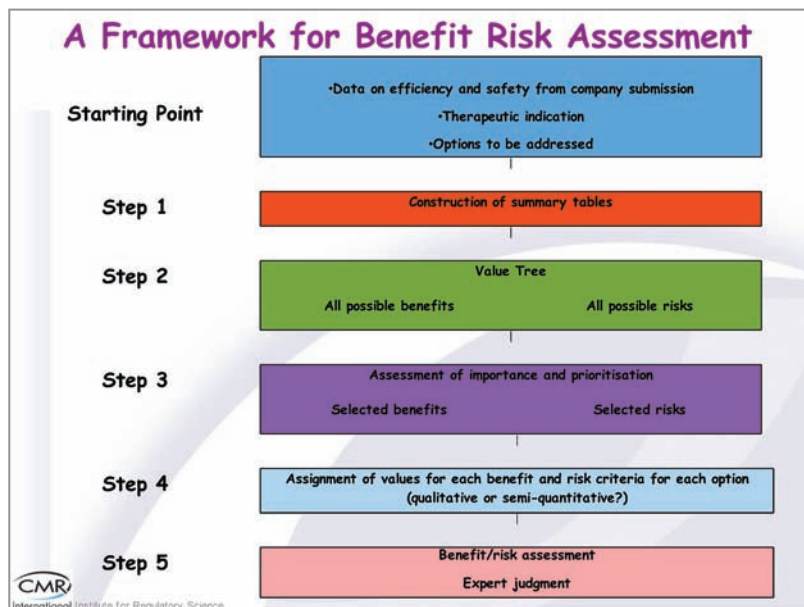 A Framework for Benefit Risk Assessment
Starting Point
•Data on efficiency and safety from company submission
•Therapeutic indication
•Options to be addressed
Step 1
Construction of summary tables
Step 2
Value Tree
All possible benefits All possible risks
Step 3
Assessment of importance and prioritisation
Selected benefits Selected risks
Step 4
Assignment of values for each benefit and risk criteria for each option
(qualitative or semi-quantitative?)
Step 5
Benefit/risk assessment
Expert judgment
CMR
International Institute for Regulatory Science